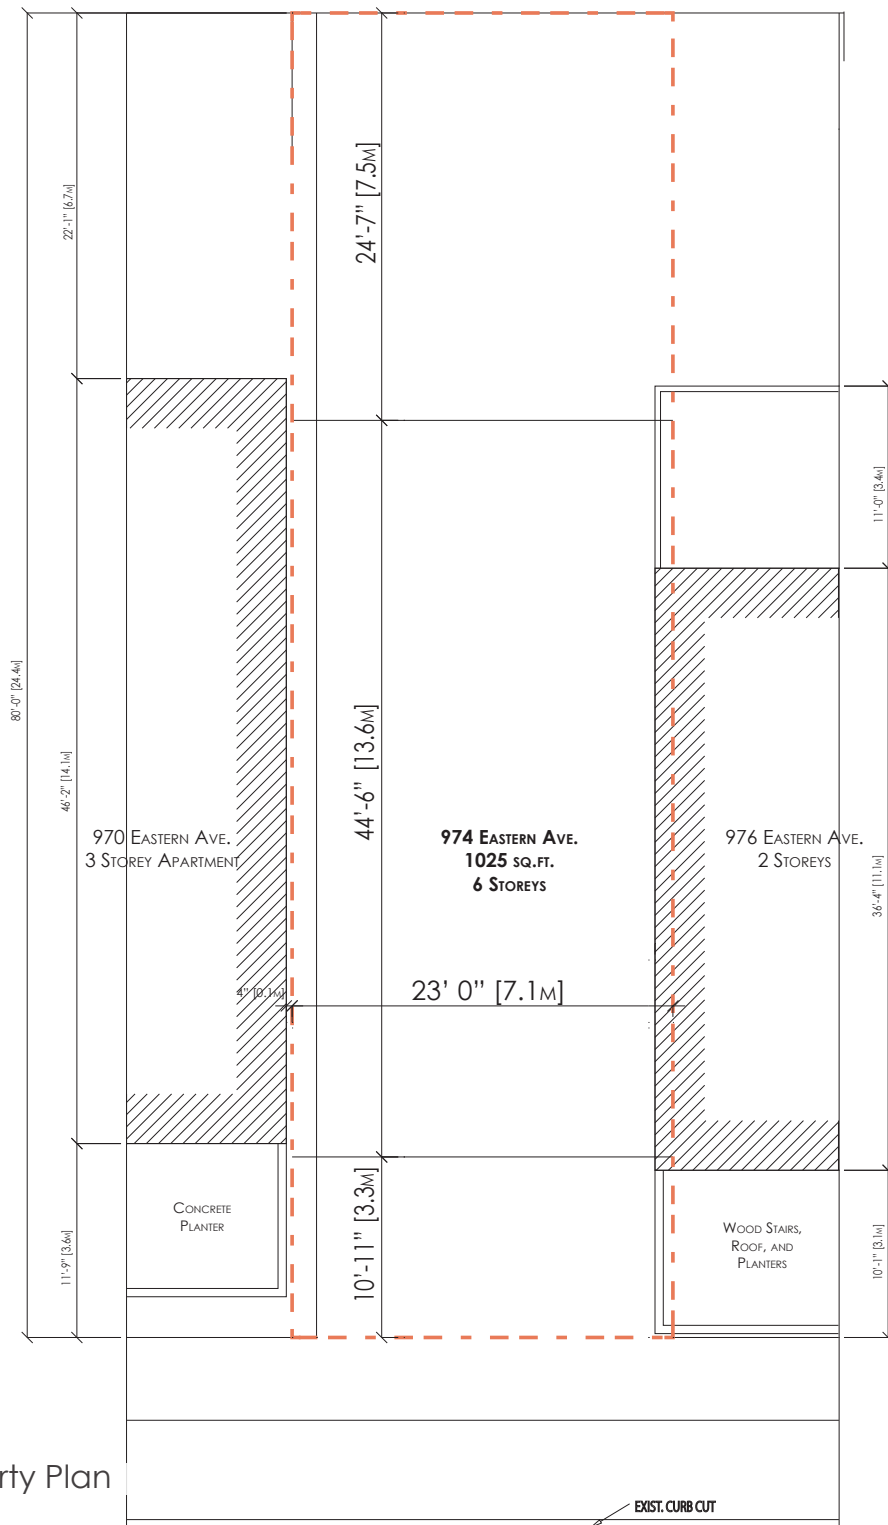 24'-7" [7.5M]
22'-1" [6.7M]
11'-0" [3.4M]
80'-0" [24.4M]
44'-6" [13.6M]
46'-2" [14.1M]
970 EASTERN AVE.
3 STOREY APARTMENT
974 EASTERN AVE.
1025 SQ.FT.
6 STOREYS
976 EASTERN AVE.
2 STOREYS
36'-4" [11.1M]
4" [0.1M]
23' 0" [7.1M]
CONCRETE
PLANTER
10'-11" [3.3M]
11'-9" [3.6M]
WOOD STAIRS,
ROOF, AND
PLANTERS
10'-1" [3.1M]
rty Plan
EXIST. CURB CUT